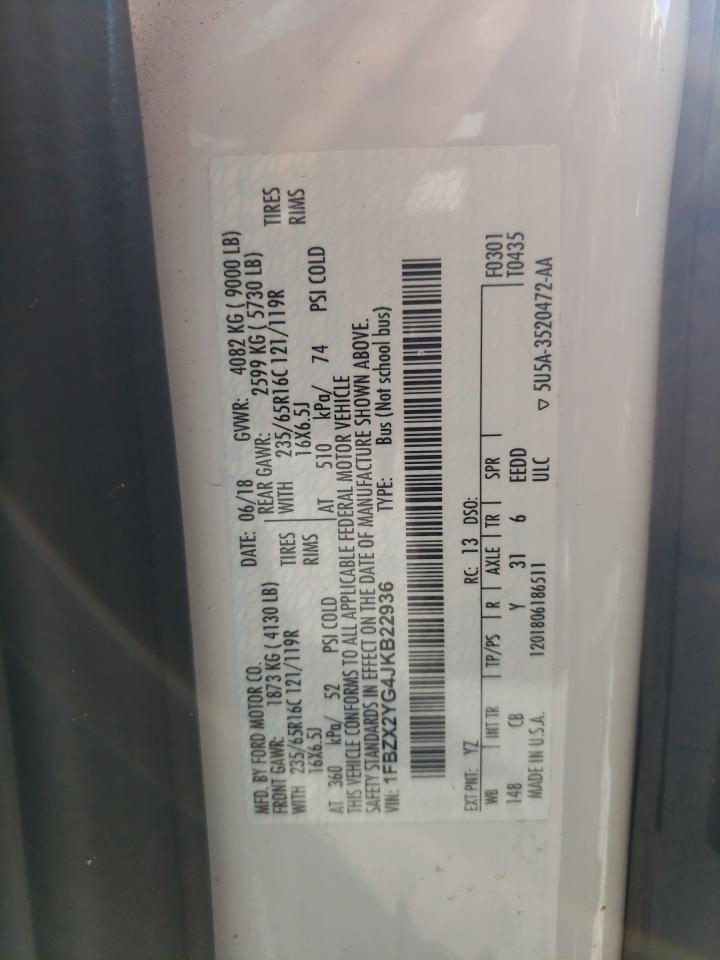 MFD. BY FORD MOTOR CO. DATE: 06/18 GVWR: 4082 KG ( 9000 LB)
FRONT GAWR: 1873 KG ( 4130 LB) REAR GAWR: 2599 KG ( 5730 LB)
WITH 235/65R16C 121/119R TIRES WITH 235/65R16C 121/119R TIRES
16X6.5J RIMS 16X6.5J RIMS
AT 360 kPa/ 52 PSI COLD AT 510 kPa/ 74 PSI COLD
THIS VEHICLE CONFORMS TO ALL APPLICABLE FEDERAL MOTOR VEHICLE
SAFETY STANDARDS IN EFFECT ON THE DATE OF MANUFACTURE SHOWN ABOVE.
VIN: 1FBZX2YG4JKB22936 TYPE: Bus (Not school bus)
EXT PNT: YZ RC: 13 DSO:
WB INT TR TP/PS R AXLE TR SPR F0301
148 CB Y 31 6 EEDD T0435
MADE IN U.S.A. 1201806186511 ULC ▽ 5U5A-3520472-AA